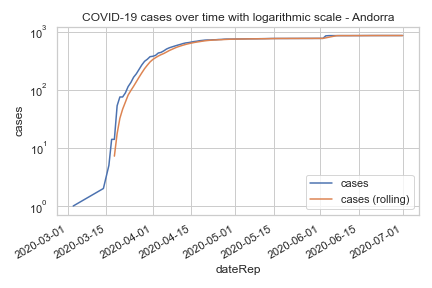 COVID-19 cases over time with logarithmic scale - Andorra
10³
10²
10¹
10⁰
cases
cases
cases (rolling)
2020-03-01
2020-03-15
2020-04-01
2020-04-15
2020-05-01
2020-05-15
2020-06-01
2020-06-15
2020-07-01
dateRep